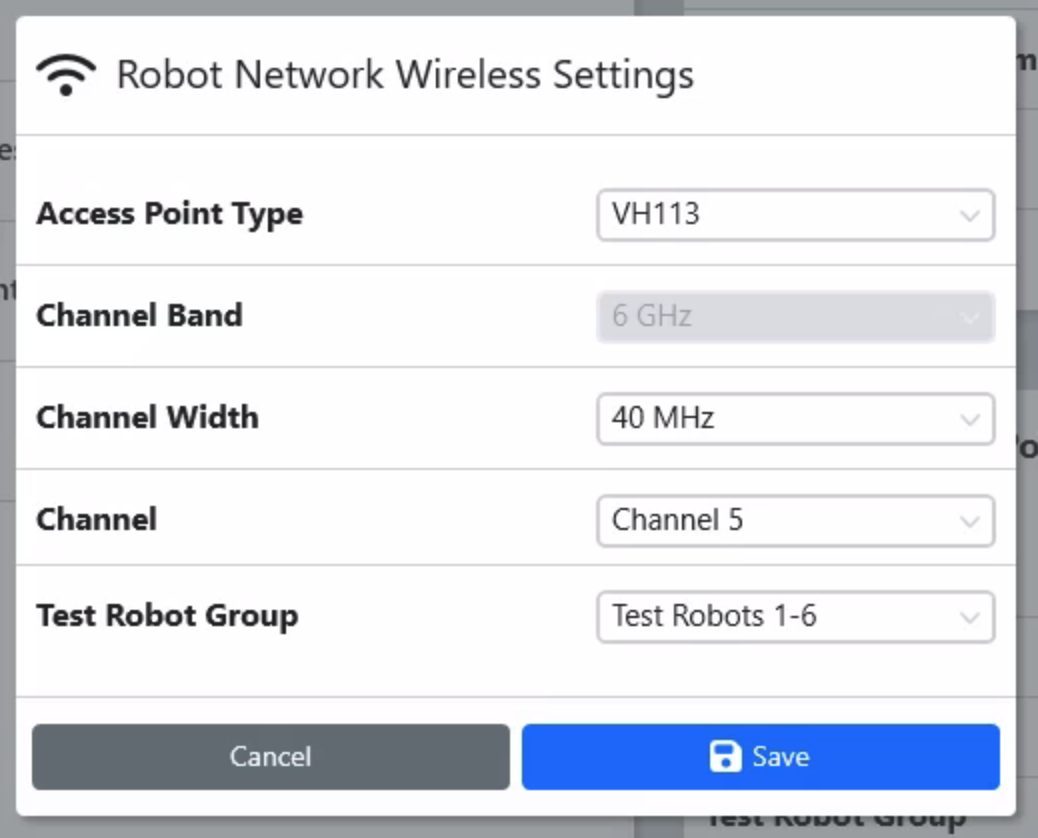 Robot Network Wireless Settings
Access Point Type
VH113
Channel Band
6 GHz
Channel Width
40 MHz
Channel
Channel 5
Test Robot Group
Test Robots 1-6
Cancel
Save
Test Robot Group